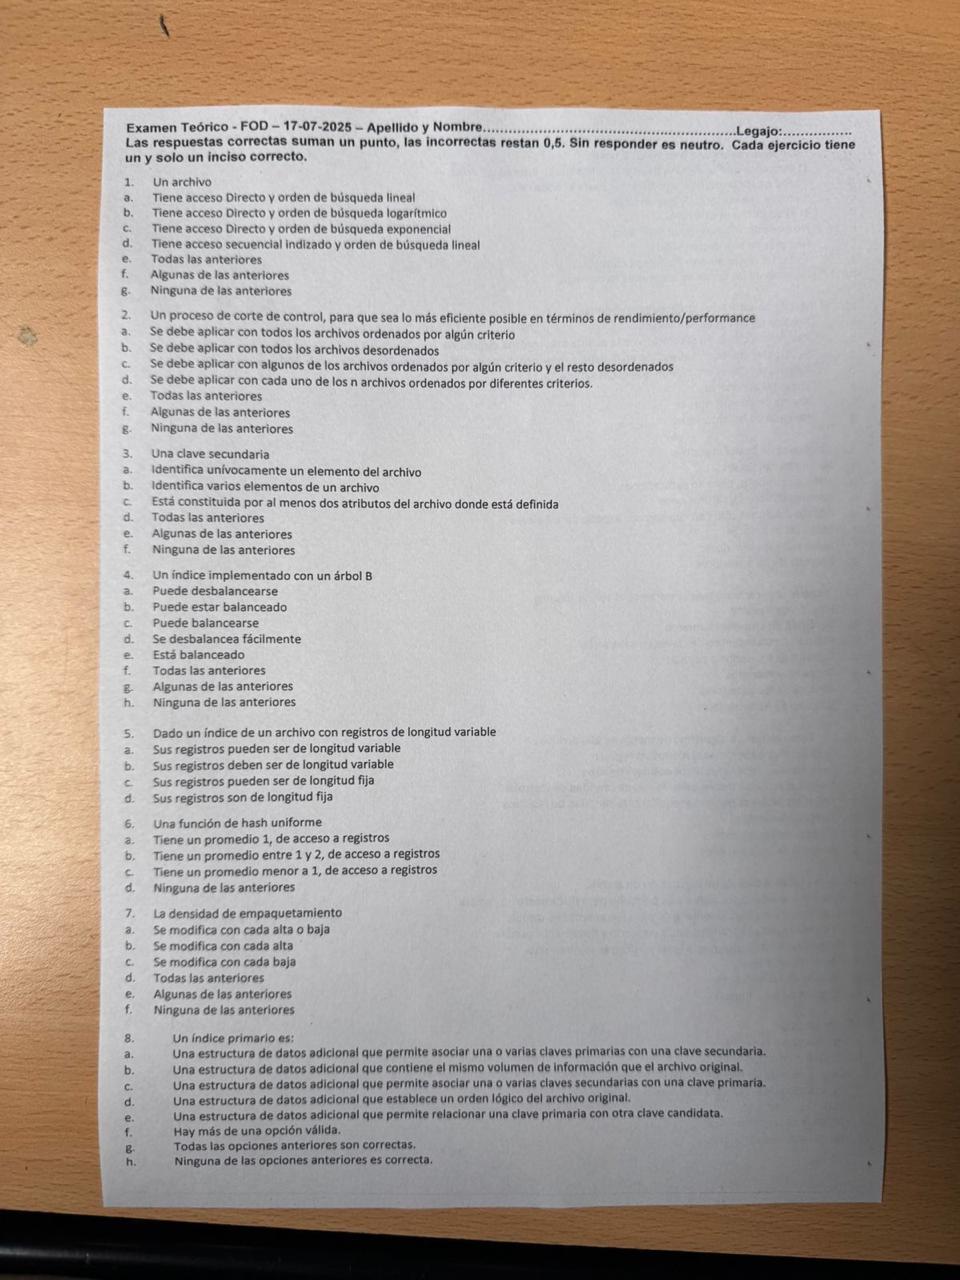 Examen Teórico - FOD – 17-07-2025 – Apellido y Nombre..................................................................Legajo:................
Las respuestas correctas suman un punto, las incorrectas restan 0,5. Sin responder es neutro. Cada ejercicio tiene
un y solo un inciso correcto.
1. Un archivo
a. Tiene acceso Directo y orden de búsqueda lineal
b. Tiene acceso Directo y orden de búsqueda logarítmico
c. Tiene acceso Directo y orden de búsqueda exponencial
d. Tiene acceso secuencial indizado y orden de búsqueda lineal
e. Todas las anteriores
f. Algunas de las anteriores
g. Ninguna de las anteriores
2. Un proceso de corte de control, para que sea lo más eficiente posible en términos de rendimiento/performance
a. Se debe aplicar con todos los archivos ordenados por algún criterio
b. Se debe aplicar con todos los archivos desordenados
c. Se debe aplicar con algunos de los archivos ordenados por algún criterio y el resto desordenados
d. Se debe aplicar con cada uno de los n archivos ordenados por diferentes criterios.
e. Todas las anteriores
f. Algunas de las anteriores
g. Ninguna de las anteriores
3. Una clave secundaria
a. Identifica unívocamente un elemento del archivo
b. Identifica varios elementos de un archivo
c. Está constituida por al menos dos atributos del archivo donde está definida
d. Todas las anteriores
e. Algunas de las anteriores
f. Ninguna de las anteriores
4. Un índice implementado con un árbol B
a. Puede desbalancearse
b. Puede estar balanceado
c. Puede balancearse
d. Se desbalancea fácilmente
e. Está balanceado
f. Todas las anteriores
g. Algunas de las anteriores
h. Ninguna de las anteriores
5. Dado un índice de un archivo con registros de longitud variable
a. Sus registros pueden ser de longitud variable
b. Sus registros deben ser de longitud variable
c. Sus registros pueden ser de longitud fija
d. Sus registros son de longitud fija
6. Una función de hash uniforme
a. Tiene un promedio 1, de acceso a registros
b. Tiene un promedio entre 1 y 2, de acceso a registros
c. Tiene un promedio menor a 1, de acceso a registros
d. Ninguna de las anteriores
7. La densidad de empaquetamiento
a. Se modifica con cada alta o baja
b. Se modifica con cada alta
c. Se modifica con cada baja
d. Todas las anteriores
e. Algunas de las anteriores
f. Ninguna de las anteriores
8. Un índice primario es:
a. Una estructura de datos adicional que permite asociar una o varias claves primarias con una clave secundaria.
b. Una estructura de datos adicional que contiene el mismo volumen de información que el archivo original.
c. Una estructura de datos adicional que permite asociar una o varias claves secundarias con una clave primaria.
d. Una estructura de datos adicional que establece un orden lógico del archivo original.
e. Una estructura de datos adicional que permite relacionar una clave primaria con otra clave candidata.
f. Hay más de una opción válida.
g. Todas las opciones anteriores son correctas.
h. Ninguna de las opciones anteriores es correcta.